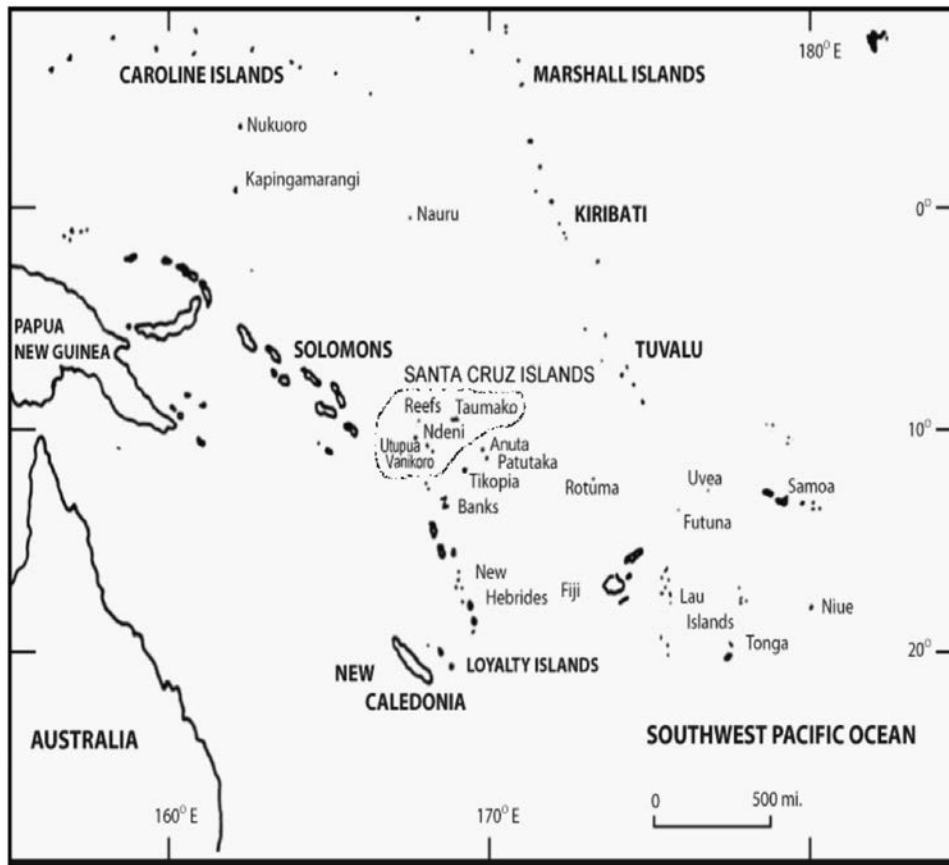 180° E
CAROLINE ISLANDS
MARSHALL ISLANDS
Nukuoro
Kapingamarangi
Nauru
KIRIBATI
0°
PAPUA
NEW GUINEA
SOLOMONS
TUVALU
SANTA CRUZ ISLANDS
Reefs
Taumako
Ndeni
10°
Utupua
Anuta
Vanikoro
Patutaka
Tikopia
Rotuma
Uvea
Samoa
Banks
Futuna
New
Hebrides
Fiji
Lau
Islands
Niue
Tonga
20°
NEW
CALEDONIA
LOYALTY ISLANDS
AUSTRALIA
SOUTHWEST PACIFIC OCEAN
160° E
170° E
0
500 mi.